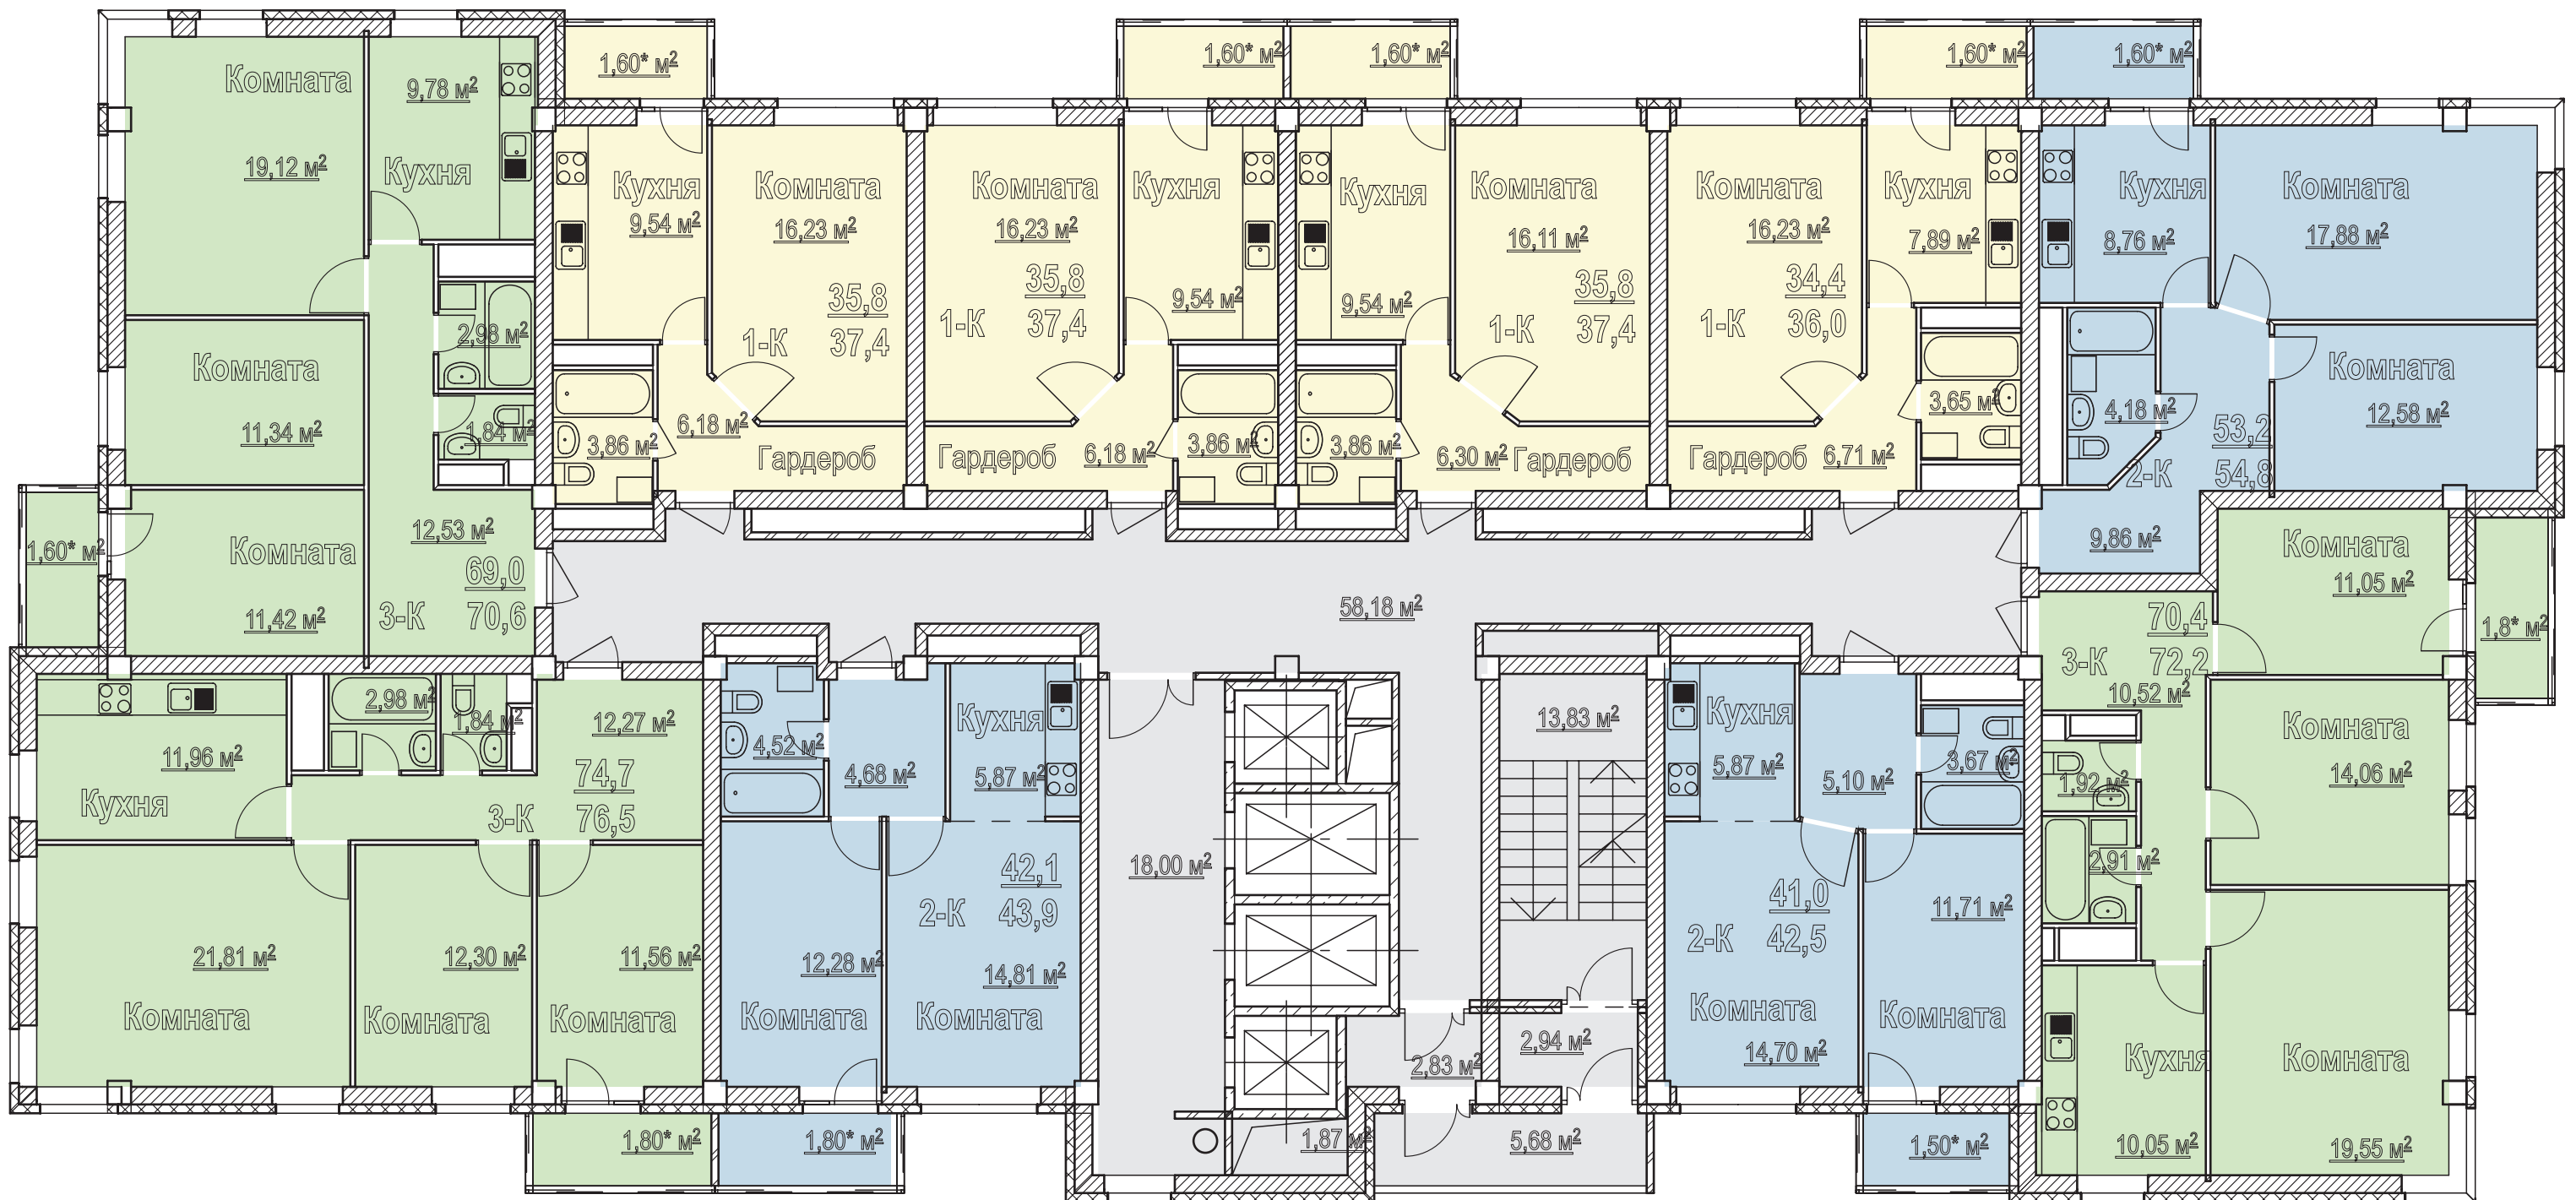 1,60* м²
1,60* м²
1,60* м²
1,60* м²
1,60* м²
Комната
19,12 м²
9,78 м²
Кухня
Кухня
9,54 м²
Комната
16,23 м²
35,8
1-К 37,4
Комната
16,23 м²
35,8
1-К 37,4
Кухня
9,54 м²
Кухня
9,54 м²
Комната
16,11 м²
35,8
1-К 37,4
Комната
16,23 м²
34,4
1-К 36,0
Кухня
7,89 м²
Кухня
8,76 м²
Комната
17,88 м²
2,98 м²
Комната
11,34 м²
1,84 м²
3,86 м²
6,18 м²
Гардероб
Гардероб
6,18 м²
3,86 м²
3,86 м²
6,30 м²
Гардероб
Гардероб
6,71 м²
3,65 м²
4,18 м²
53,2
2-К 54,8
Комната
12,58 м²
9,86 м²
1,60* м²
Комната
11,42 м²
12,53 м²
69,0
3-К 70,6
58,18 м²
Комната
11,05 м²
1,8* м²
70,4
3-К 72,2
10,52 м²
11,96 м²
Кухня
2,98 м²
1,84 м²
12,27 м²
74,7
3-К 76,5
4,52 м²
4,68 м²
Кухня
5,87 м²
13,83 м²
Кухня
5,87 м²
5,10 м²
3,67 м²
1,92 м²
Комната
14,06 м²
2,91 м²
21,81 м²
Комната
12,30 м²
Комната
11,56 м²
Комната
12,28 м²
Комната
42,1
2-К 43,9
14,81 м²
Комната
18,00 м²
41,0
2-К 42,5
Комната
14,70 м²
11,71 м²
Комната
2,83 м²
2,94 м²
Кухня
10,05 м²
Комната
19,55 м²
1,80* м²
1,80* м²
1,87 м²
5,68 м²
1,50* м²